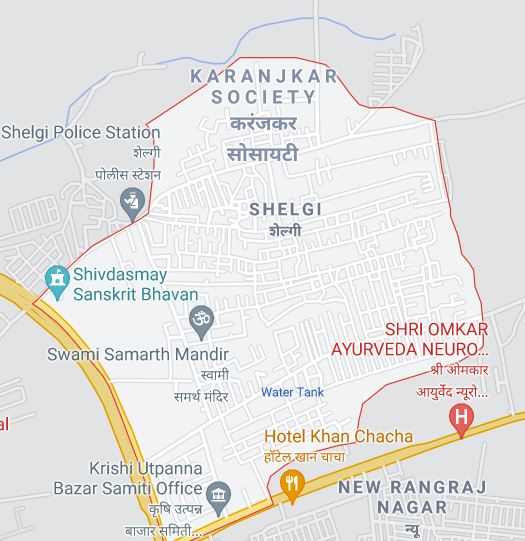 KARANJKAR
SOCIETY
करंजकर
सोसायटी
Shelgi Police Station
शेल्गी
पोलीस स्टेशन
SHELGI
शेल्गी
Shivdasmay
Sanskrit Bhavan
SHRI OMKAR
AYURVEDA NEURO...
श्री ओमकार
आयुर्वेद न्यूरो...
Swami Samarth Mandir
स्वामी
समर्थ मंदिर
Water Tank
al
Hotel Khan Chacha
हॉटेल खान चाचा
H
Krishi Utpanna
Bazar Samiti Office
कृषि उत्पन्न
बाजार समिती...
NEW RANGRAJ
NAGAR
न्यू